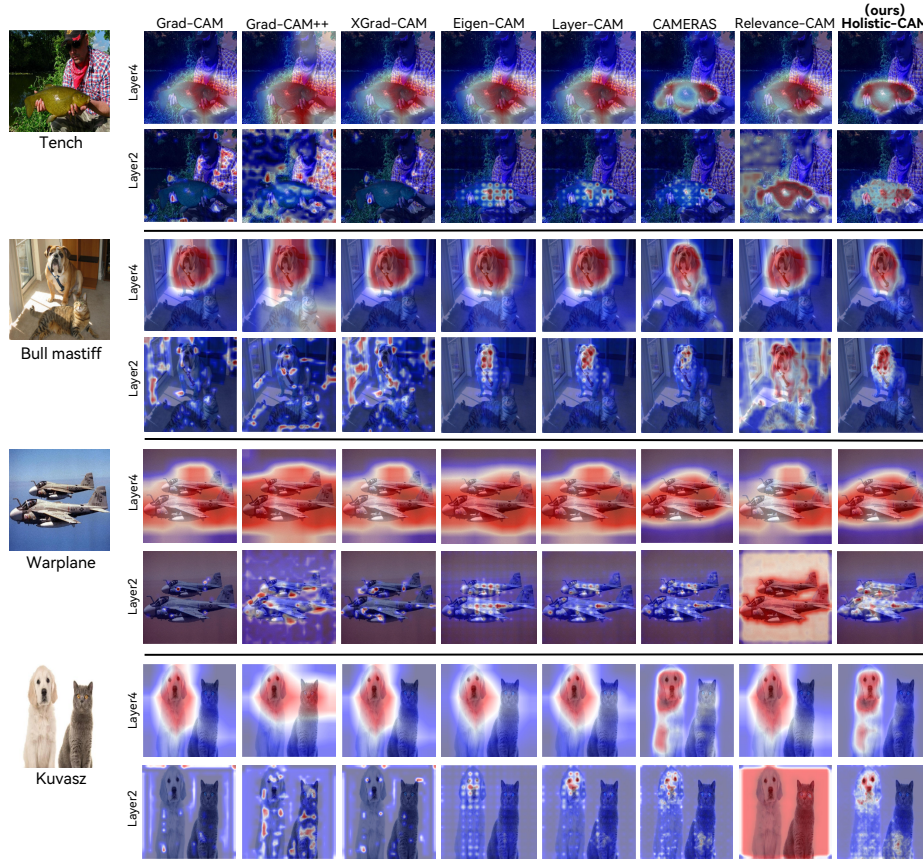 Grad-CAM Grad-CAM++ XGrad-CAM Eigen-CAM Layer-CAM CAMERAS Relevance-CAM (ours) Holistic-CAM
Layer4
Tench
Layer2
Layer4
Bull mastiff
Layer2
Layer4
Warplane
Layer2
Layer4
Kuvasz
Layer2